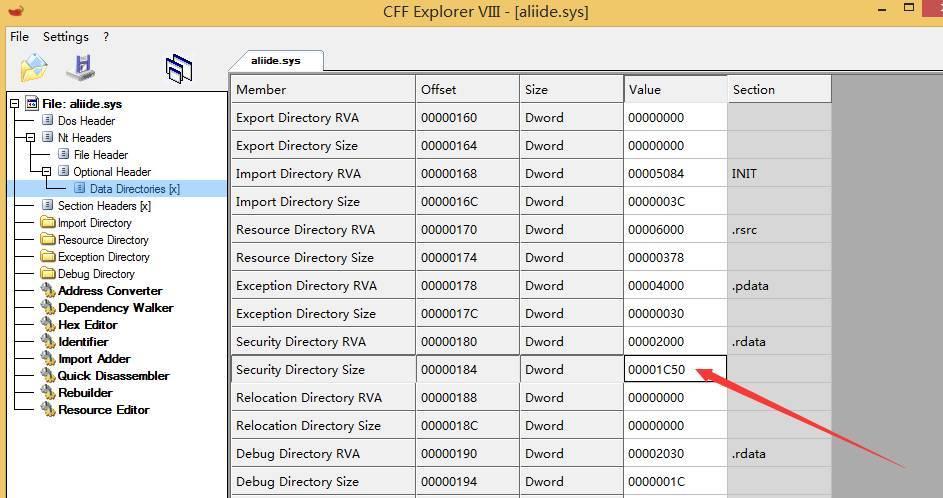 CFF Explorer VIII - [aliide.sys]
File Settings ?
aliide.sys
File: aliide.sys
Dos Header
Nt Headers
File Header
Optional Header
Data Directories [x]
Section Headers [x]
Import Directory
Resource Directory
Exception Directory
Debug Directory
Address Converter
Dependency Walker
Hex Editor
Identifier
Import Adder
Quick Disassembler
Rebuilder
Resource Editor
Member Offset Size Value Section
Export Directory RVA 00000160 Dword 00000000
Export Directory Size 00000164 Dword 00000000
Import Directory RVA 00000168 Dword 00005084 INIT
Import Directory Size 0000016C Dword 0000003C
Resource Directory RVA 00000170 Dword 00006000 .rsrc
Resource Directory Size 00000174 Dword 00000378
Exception Directory RVA 00000178 Dword 00004000 .pdata
Exception Directory Size 0000017C Dword 00000030
Security Directory RVA 00000180 Dword 00002000 .rdata
Security Directory Size 00000184 Dword 00001C50
Relocation Directory RVA 00000188 Dword 00000000
Relocation Directory Size 0000018C Dword 00000000
Debug Directory RVA 00000190 Dword 00002030 .rdata
Debug Directory Size 00000194 Dword 0000001C